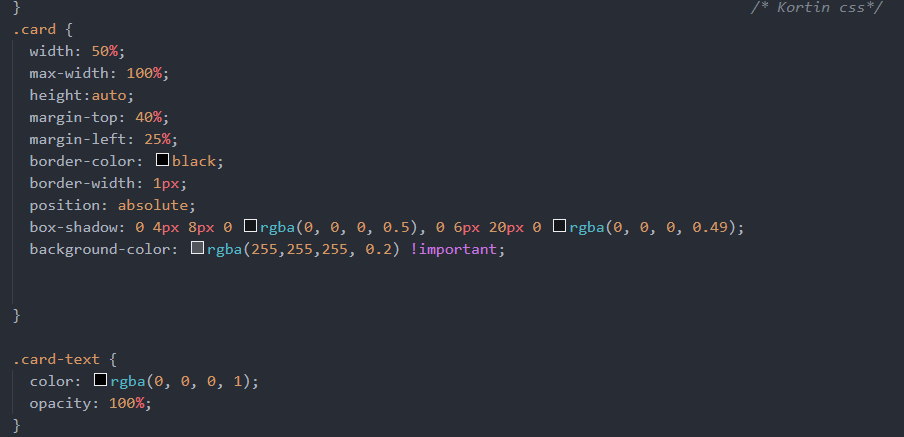 } /* Kortin css*/
.card {
width: 50%;
max-width: 100%;
height:auto;
margin-top: 40%;
margin-left: 25%;
border-color: black;
border-width: 1px;
position: absolute;
box-shadow: 0 4px 8px 0 rgba(0, 0, 0, 0.5), 0 6px 20px 0 rgba(0, 0, 0, 0.49);
background-color: rgba(255,255,255, 0.2) !important;
}
.card-text {
color: rgba(0, 0, 0, 1);
opacity: 100%;
}